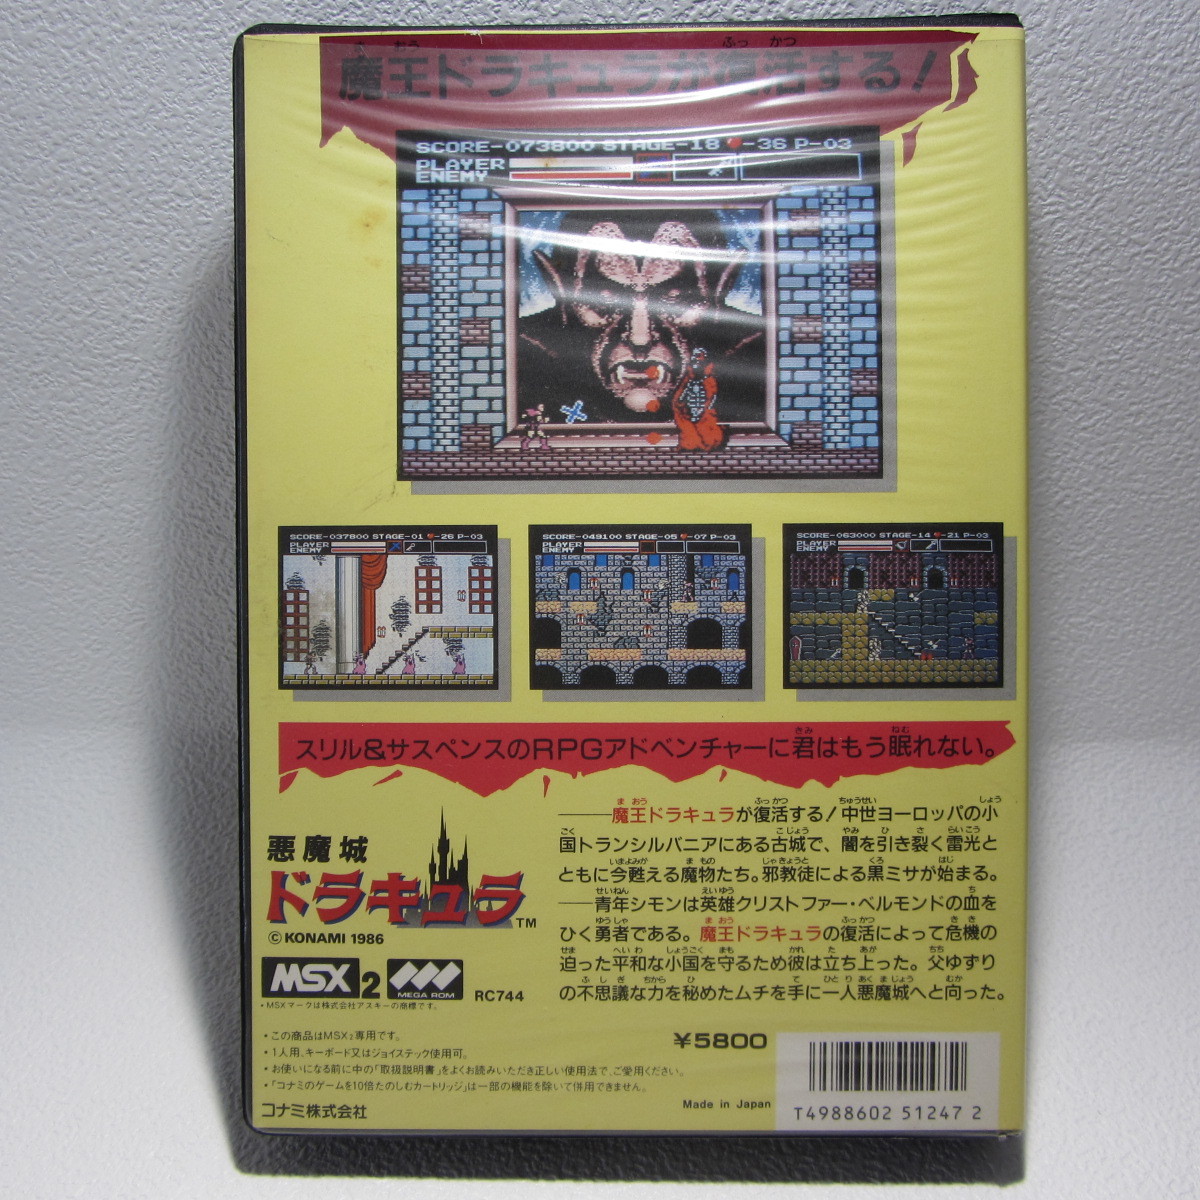 魔王ドラキュラが復活する!
SCORE-073800 STAGE-18 -36 P-03
PLAYER
ENEMY
SCORE-037800 STAGE-01 -26 P-03
PLAYER
ENEMY
SCORE-049100 STAGE-05 -07 P-03
PLAYER
ENEMY
SCORE-063000 STAGE-14 -21 P-03
PLAYER
ENEMY
スリル&サスペンスのRPGアドベンチャーに君はもう眠れない。
──魔王ドラキュラが復活する!中世ヨーロッパの小
国トランシルバニアにある古城で、闇を引き裂く雷光と
ともに今甦える魔物たち。邪教徒による黒ミサが始まる。
──青年シモンは英雄クリストファー・ベルモンドの血を
ひく勇者である。魔王ドラキュラの復活によって危機の
迫った平和な小国を守るため彼は立ち上った。父ゆずり
の不思議な力を秘めたムチを手に一人悪魔城へと向った。
悪魔城
ドラキュラ™
©KONAMI 1986
MSX2
MEGA ROM
RC744
・MSXマークは株式会社アスキーの商標です。
・この商品はMSX2専用です。
・1人用、キーボード又はジョイステック使用可。
・お使いになる前に中の「取扱説明書」をよくお読みいただき正しい使用法で、ご愛用ください。
・「コナミのゲームを10倍たのしむカートリッジ」は一部の機能を除いて併用できません。
コナミ株式会社
¥5800
Made in Japan
T4988602 51247 2